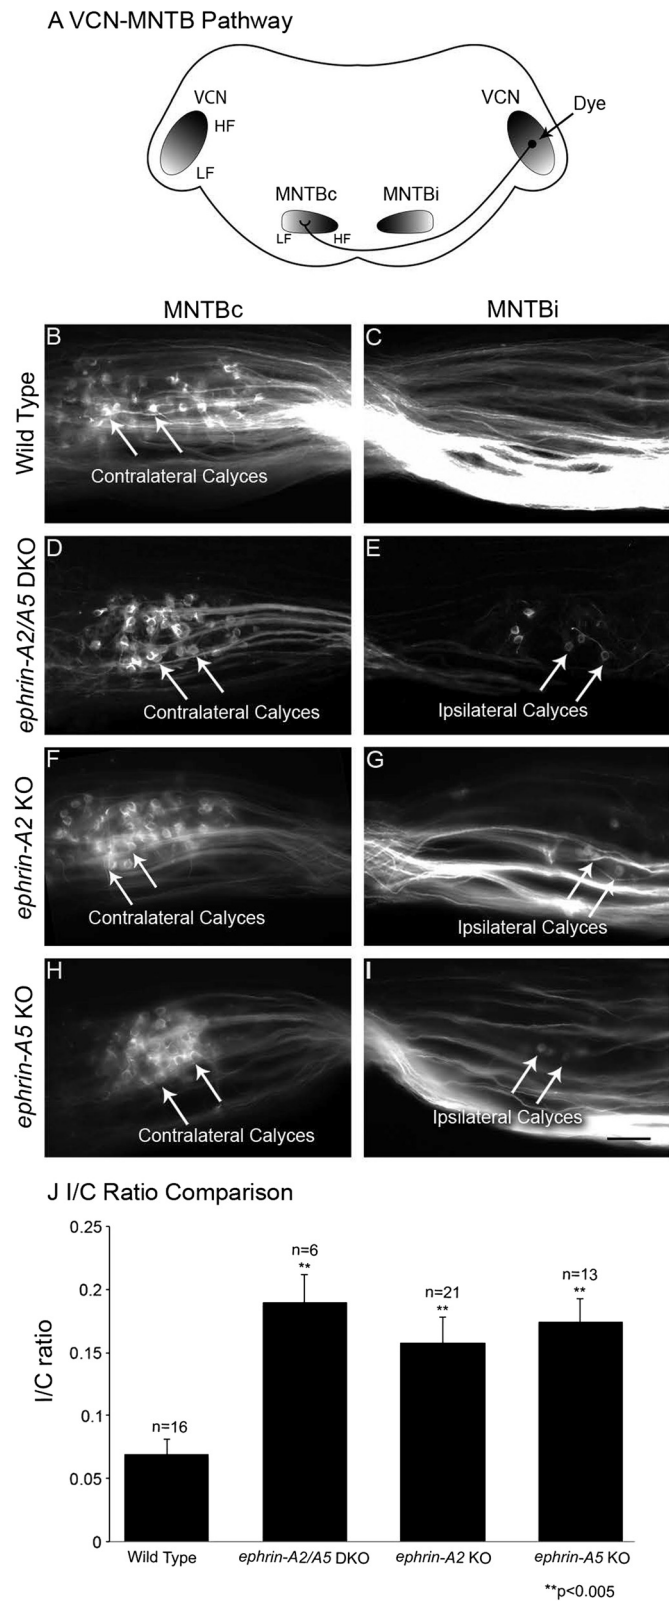 A VCN-MNTB Pathway
VCN
HF
LF
VCN
Dye
MNTBc
MNTBi
LF
HF
MNTBc
MNTBi
Wild Type
B
Contralateral Calyces
C
ephrin-A2/A5 DKO
D
Contralateral Calyces
E
Ipsilateral Calyces
ephrin-A2 KO
F
Contralateral Calyces
G
Ipsilateral Calyces
ephrin-A5 KO
H
Contralateral Calyces
I
Ipsilateral Calyces
J I/C Ratio Comparison
I/C ratio
0.25
0.2
0.15
0.1
0.05
0
n=16
n=6
**
n=21
**
n=13
**
Wild Type
ephrin-A2/A5 DKO
ephrin-A2 KO
ephrin-A5 KO
**p<0.005